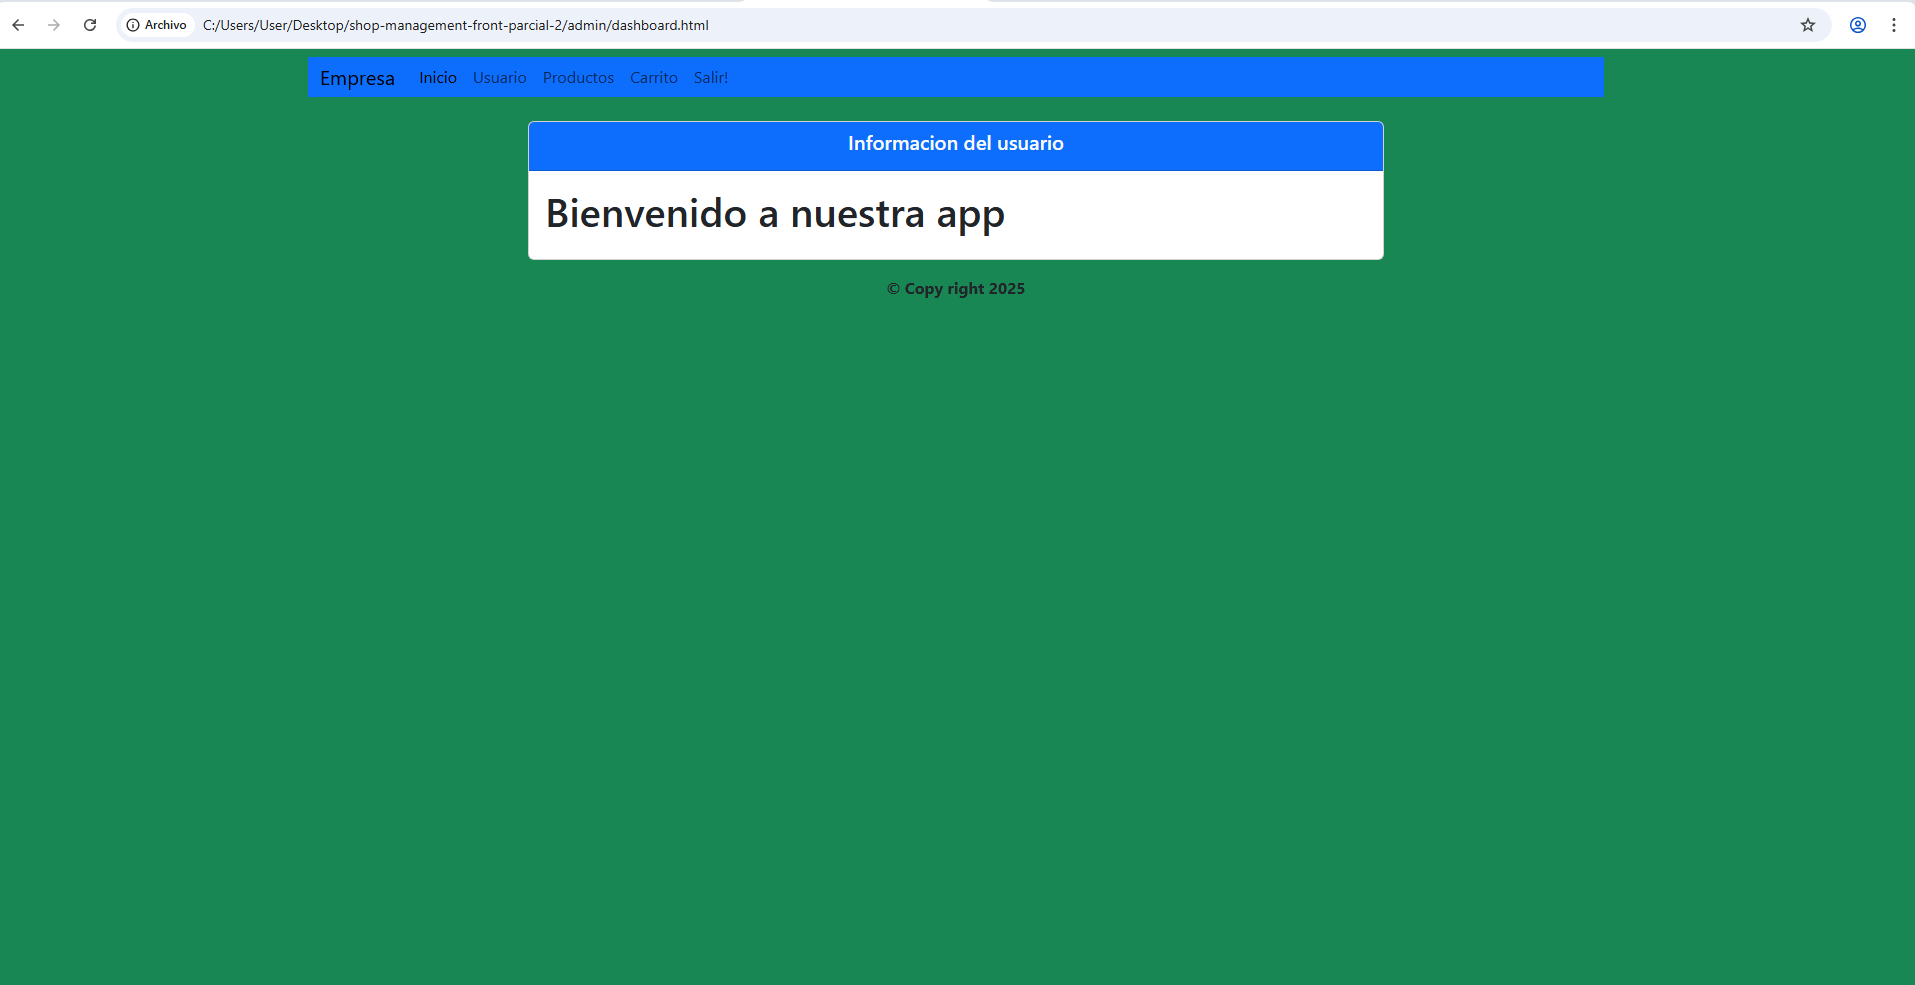 Archivo C:/Users/User/Desktop/shop-management-front-parcial-2/admin/dashboard.html
Empresa Inicio Usuario Productos Carrito Salir!
Informacion del usuario
Bienvenido a nuestra app
© Copy right 2025